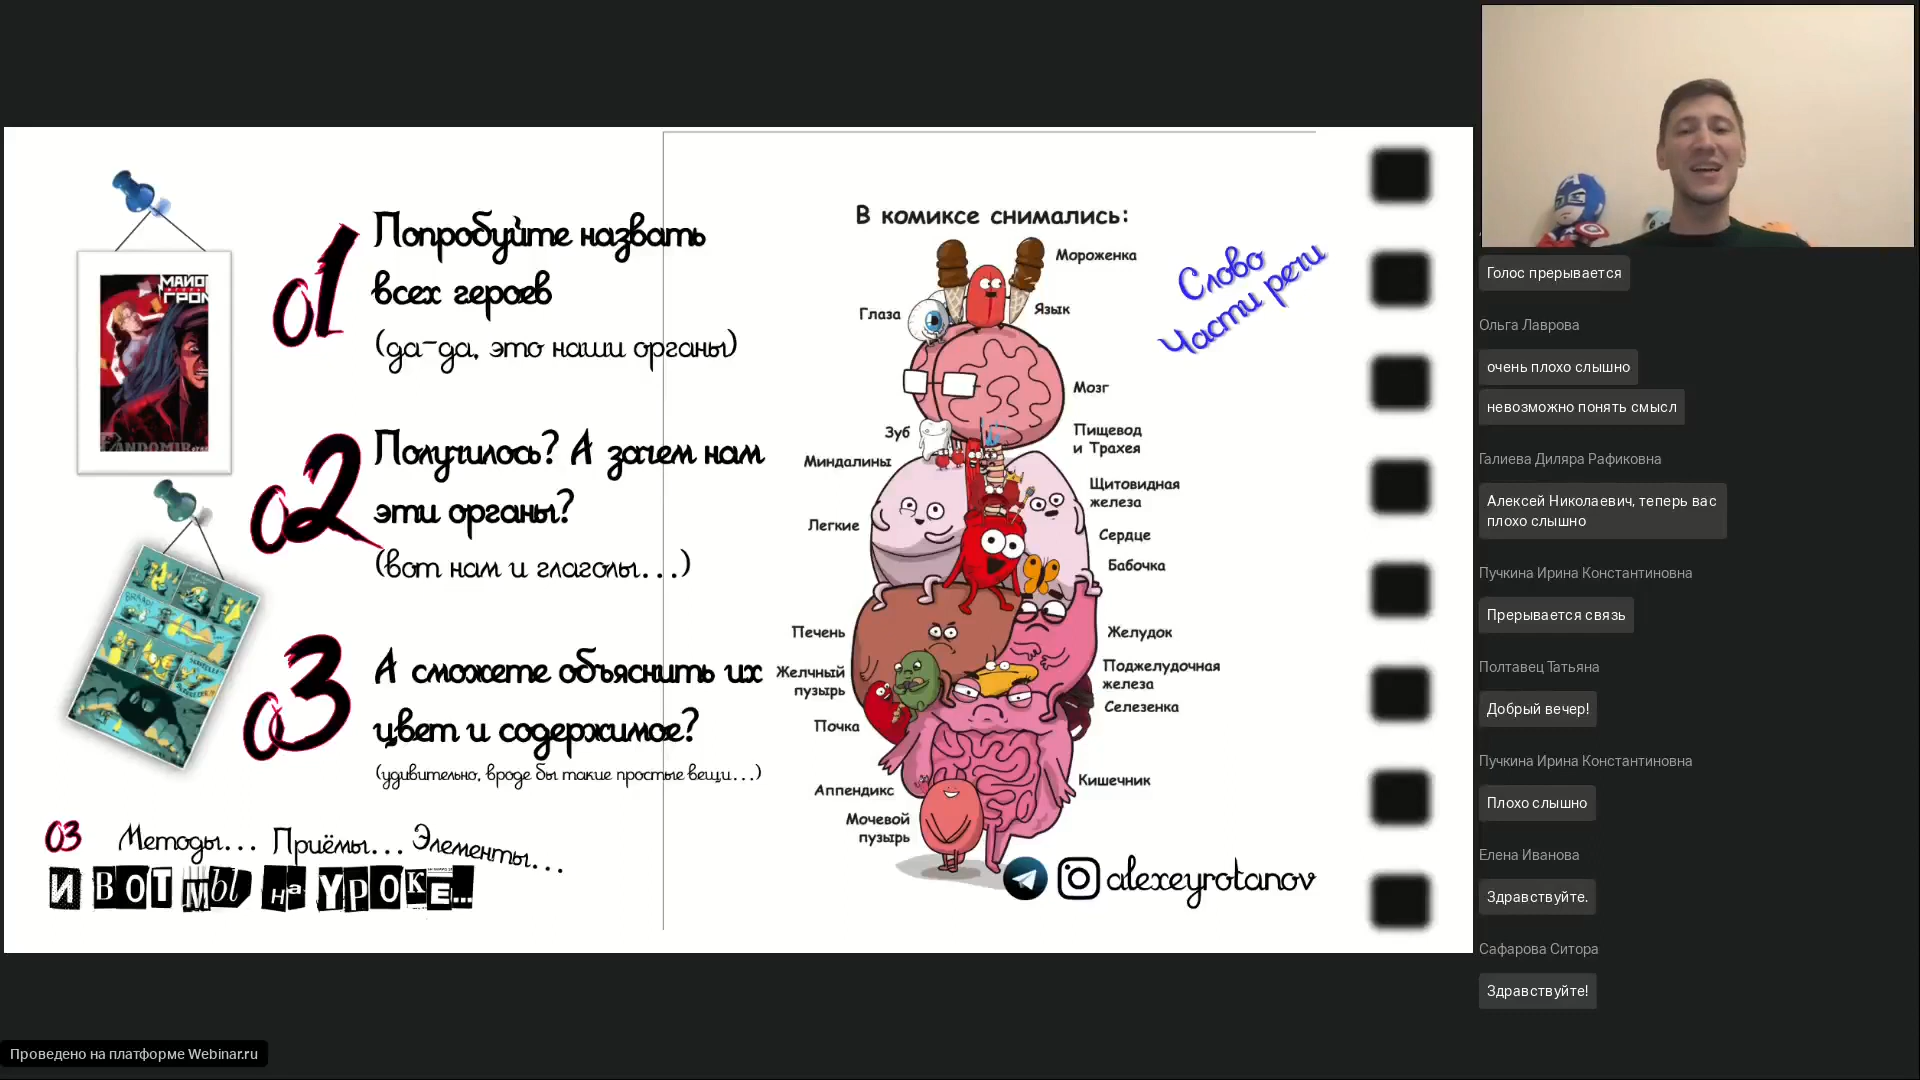 МАЙОР
ГРОМ
01
Попробуйте назвать
всех героев
(да-да, это наши органы)
02
Получилось? А зачем нам
эти органы?
(вот нам и глаголы...)
03
А сможете объяснить их
цвет и содержимое?
(удивительно, вроде бы такие простые вещи...)
03 Методы... Приёмы... Элементы...
И ВОТ мы на УРОКЕ...
В комиксе снимались:
Мороженка
Глаза
Язык
Мозг
Зуб
Пищевод
и Трахея
Миндалины
Щитовидная
железа
Легкие
Сердце
Бабочка
Печень
Желудок
Желчный
пузырь
Поджелудочная
железа
Селезенка
Почка
Кишечник
Аппендикс
Мочевой
пузырь
Слово
Части речи
alexeyrotanov
Голос прерывается
Ольга Лаврова
очень плохо слышно
невозможно понять смысл
Галиева Диляра Рафиковна
Алексей Николаевич, теперь вас
плохо слышно
Пучкина Ирина Константиновна
Прерывается связь
Полтавец Татьяна
Добрый вечер!
Пучкина Ирина Константиновна
Плохо слышно
Елена Иванова
Здравствуйте.
Сафарова Ситора
Здравствуйте!
Проведено на платформе Webinar.ru